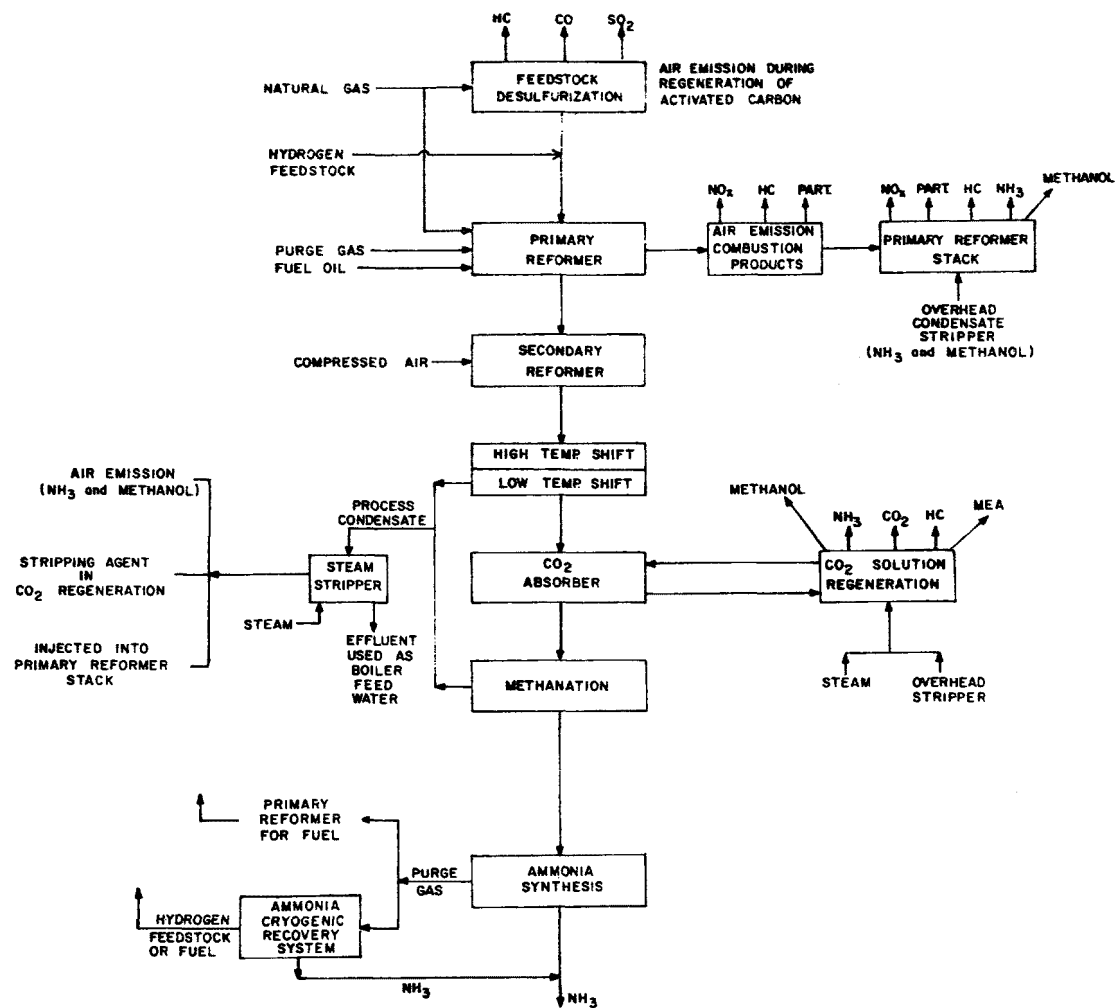 HC CO SO2
FEEDSTOCK
DESULFURIZATION
AIR EMISSION DURING
REGENERATION OF
ACTIVATED CARBON
NATURAL GAS
HYDROGEN
FEEDSTOCK
PURGE GAS
FUEL OIL
PRIMARY
REFORMER
NOx HC PART.
AIR EMISSION
COMBUSTION
PRODUCTS
NOx PART. HC NH3 METHANOL
PRIMARY REFORMER
STACK
OVERHEAD
CONDENSATE
STRIPPER
(NH3 and METHANOL)
COMPRESSED AIR
SECONDARY
REFORMER
HIGH TEMP. SHIFT
LOW TEMP. SHIFT
AIR EMISSION
(NH3 and METHANOL)
PROCESS
CONDENSATE
STRIPPING AGENT
IN
CO2 REGENERATION
INJECTED INTO
PRIMARY REFORMER
STACK
STEAM
STRIPPER
STEAM
EFFLUENT
USED AS
BOILER
FEED
WATER
CO2
ABSORBER
METHANOL NH3 CO2 HC MEA
CO2 SOLUTION
REGENERATION
STEAM
OVERHEAD
STRIPPER
METHANATION
PRIMARY
REFORMER
FOR FUEL
PURGE
GAS
AMMONIA
SYNTHESIS
HYDROGEN
FEEDSTOCK
OR FUEL
AMMONIA
CRYOGENIC
RECOVERY
SYSTEM
NH3
NH3